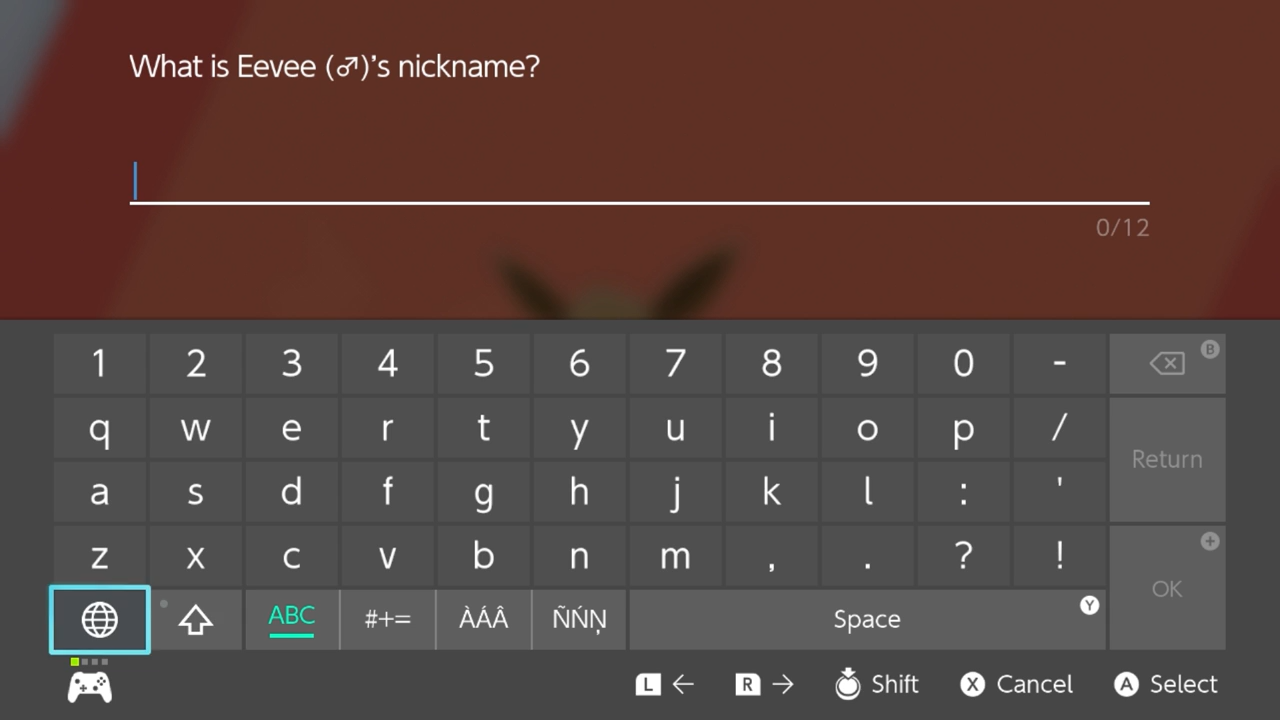 What is Eevee (♂)'s nickname?
0/12
1 2 3 4 5 6 7 8 9 0 - B
q w e r t y u i o p /
Return
a s d f g h j k l : '
z x c v b n m , . ? ! +
OK
ABC #+= ÀÁÂ ÑŃŅ Space Y
L ← R → Shift X Cancel A Select